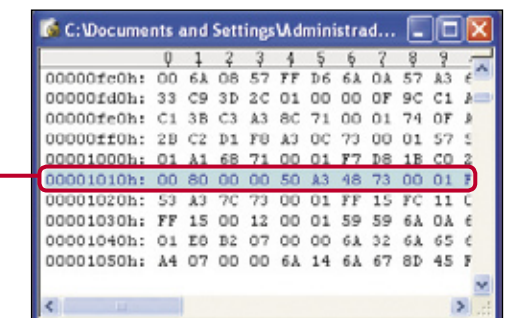 C:\Documents and Settings\Administrad...
0 1 2 3 4 5 6 7 8 9
00000fc0h: 00 6A 08 57 FF D6 6A 0A 57 A3
00000fd0h: 33 C9 3D 2C 01 00 00 0F 9C C1
00000fe0h: C1 3B C3 A3 8C 71 00 01 74 0F
00000ff0h: 2B C2 D1 F8 A3 0C 73 00 01 57
00001000h: 01 A1 68 71 00 01 F7 D8 1B C0
00001010h: 00 80 00 00 50 A3 48 73 00 01
00001020h: 53 A3 7C 73 00 01 FF 15 FC 11
00001030h: FF 15 00 12 00 01 59 59 6A 0A
00001040h: 01 E8 B2 07 00 00 6A 32 6A 65
00001050h: A4 07 00 00 6A 14 6A 67 8D 45